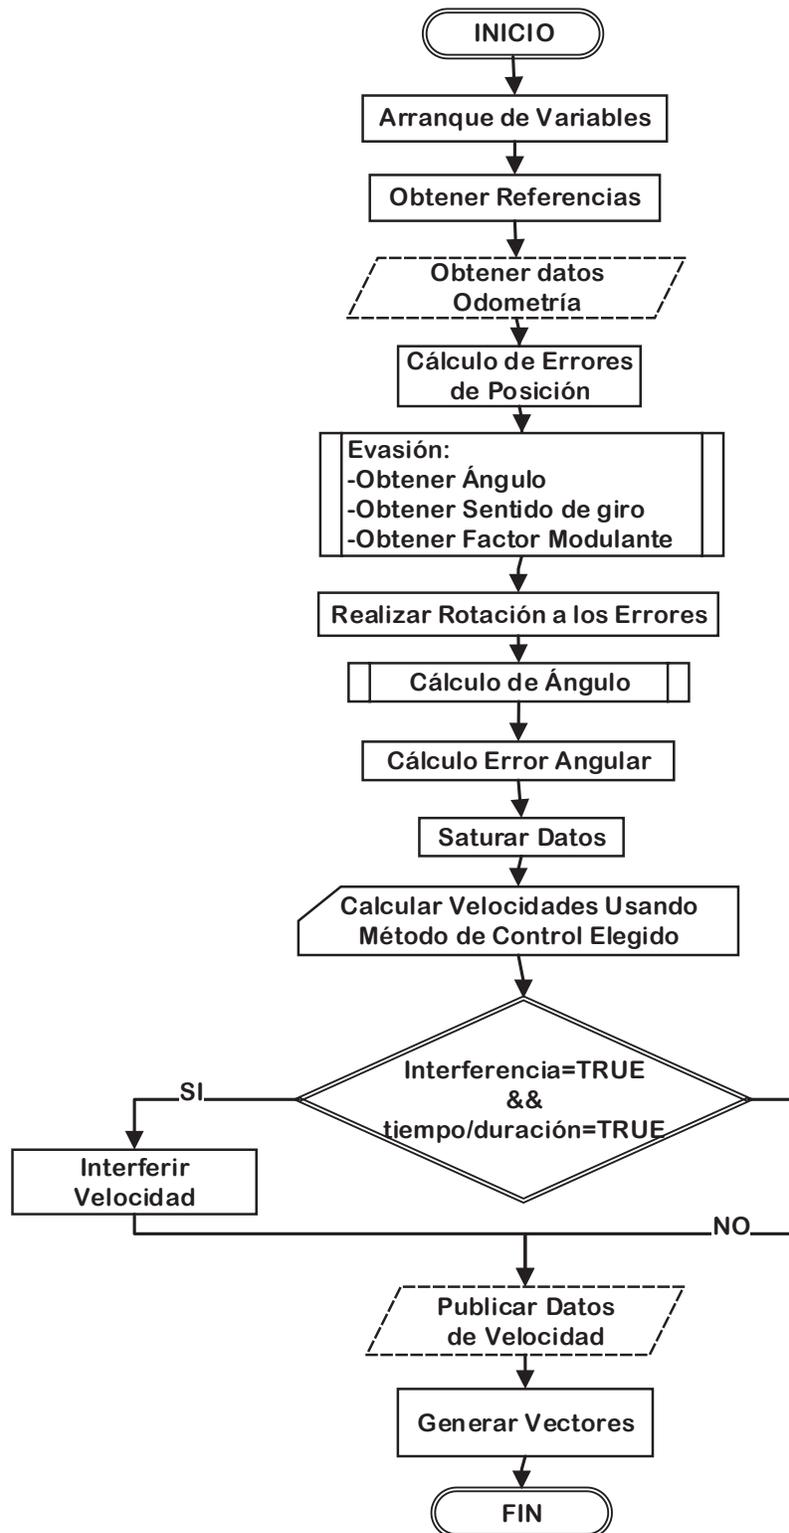 INICIO
Arranque de Variables
Obtener Referencias
Obtener datos
Odometría
Cálculo de Errores
de Posición
Evasión:
-Obtener Ángulo
-Obtener Sentido de giro
-Obtener Factor Modulante
Realizar Rotación a los Errores
Cálculo de Ángulo
Cálculo Error Angular
Saturar Datos
Calcular Velocidades Usando
Método de Control Elegido
Interferencia=TRUE
&&
tiempo/duración=TRUE
SI
Interferir
Velocidad
NO
Publicar Datos
de Velocidad
Generar Vectores
FIN